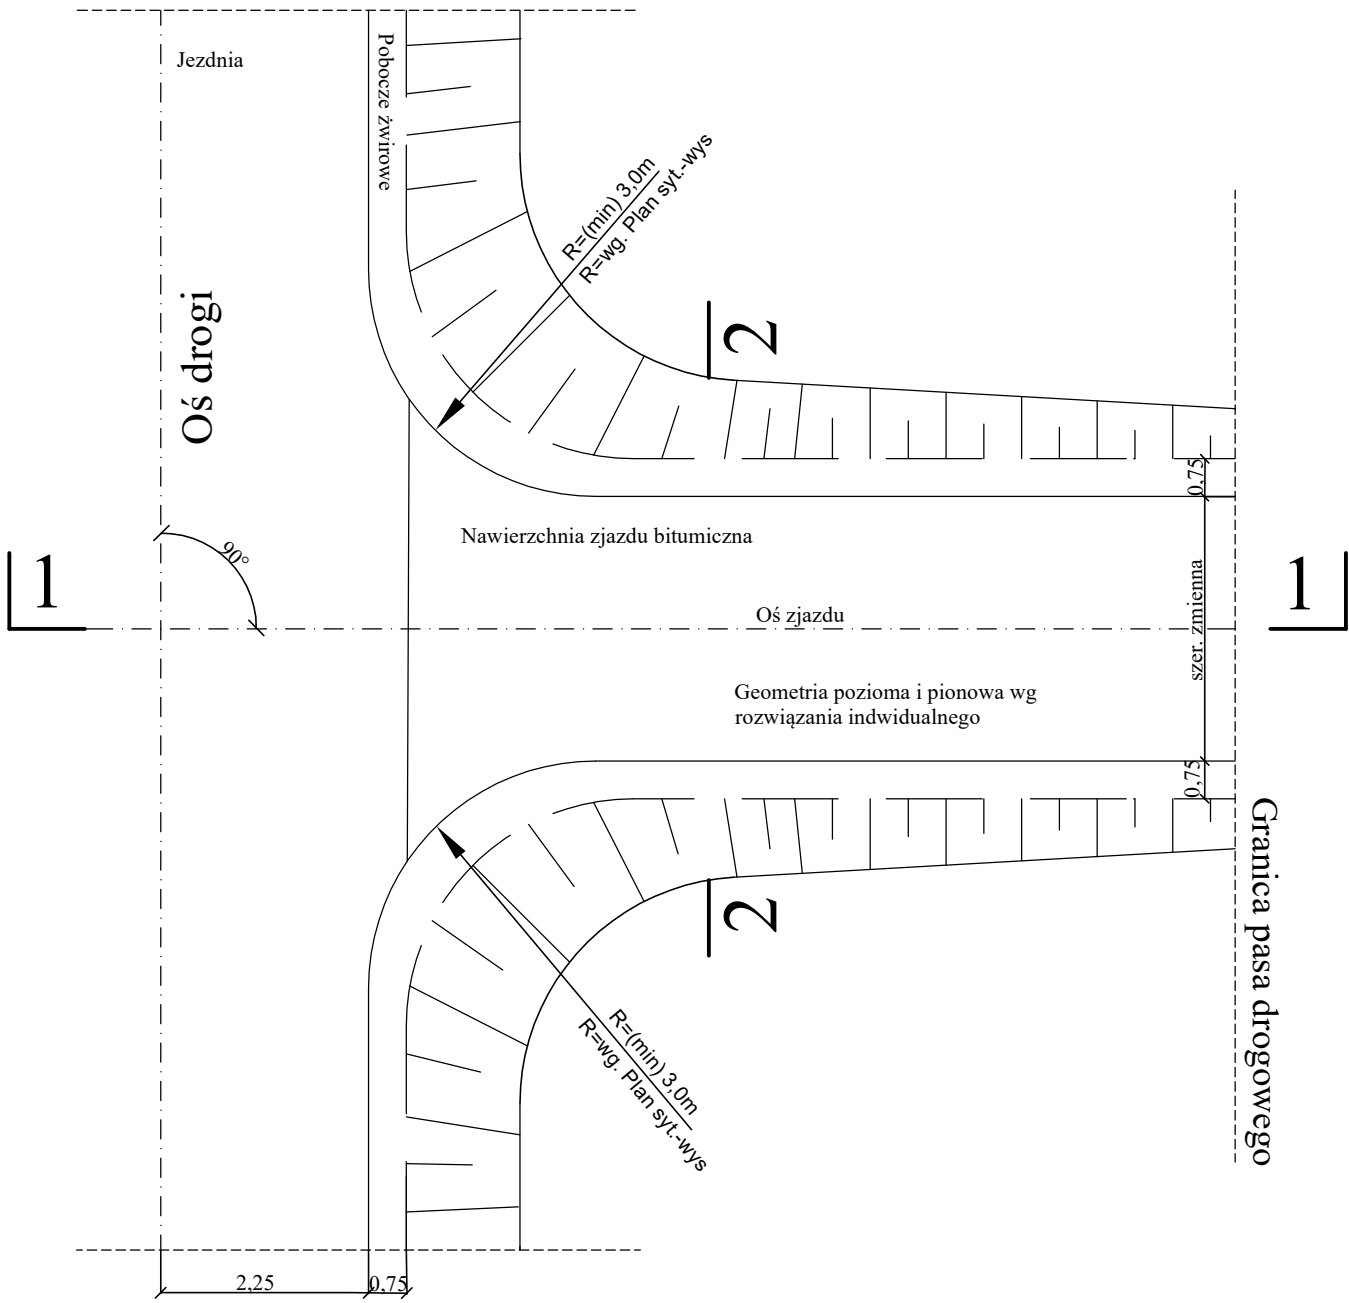 Jezdnia
Pobocze żwirowe
R=(min) 3,0m
R=wg. Plan syt.-wys
Oś drogi
2
0,75
Nawierzchnia zjazdu bitumiczna
90°
1
1
szer. zmienna
Oś zjazdu
Geometria pozioma i pionowa wg
rozwiązania indwidualnego
0,75
Granica pasa drogowego
2
R=(min) 3,0m
R=wg. Plan syt.-wys
2,25
0,75